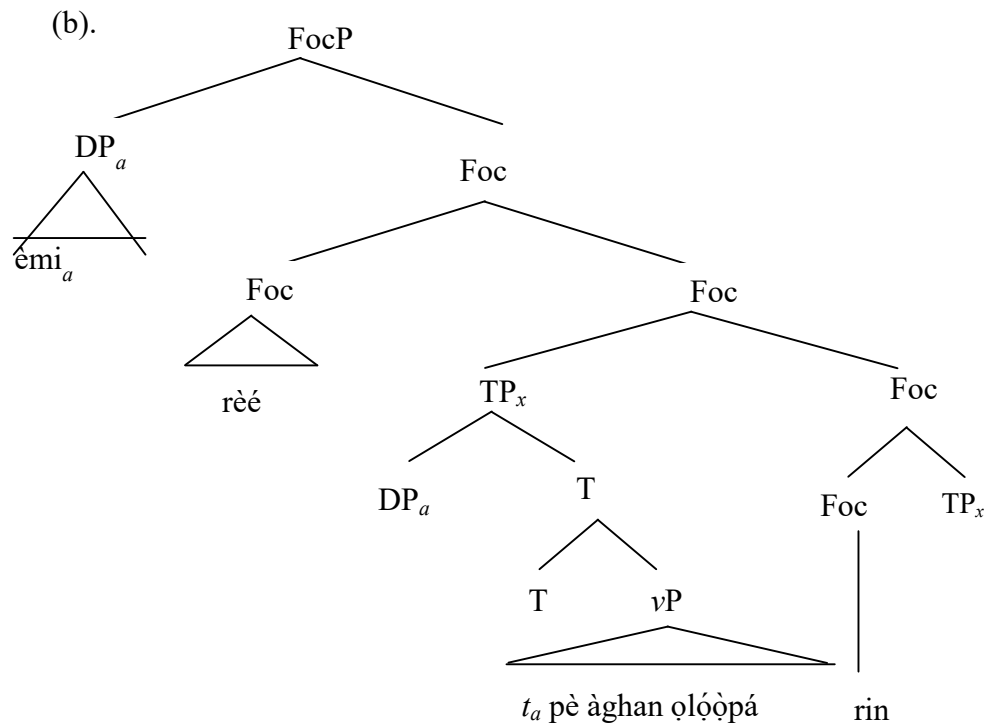 (b).
FocP
DPₐ
Foc
èmiₐ
Foc Foc
rèé
TPₓ Foc
DPₐ T Foc TPₓ
T vP
tₐ pè àghan ọlọ́ọ̀pá rin